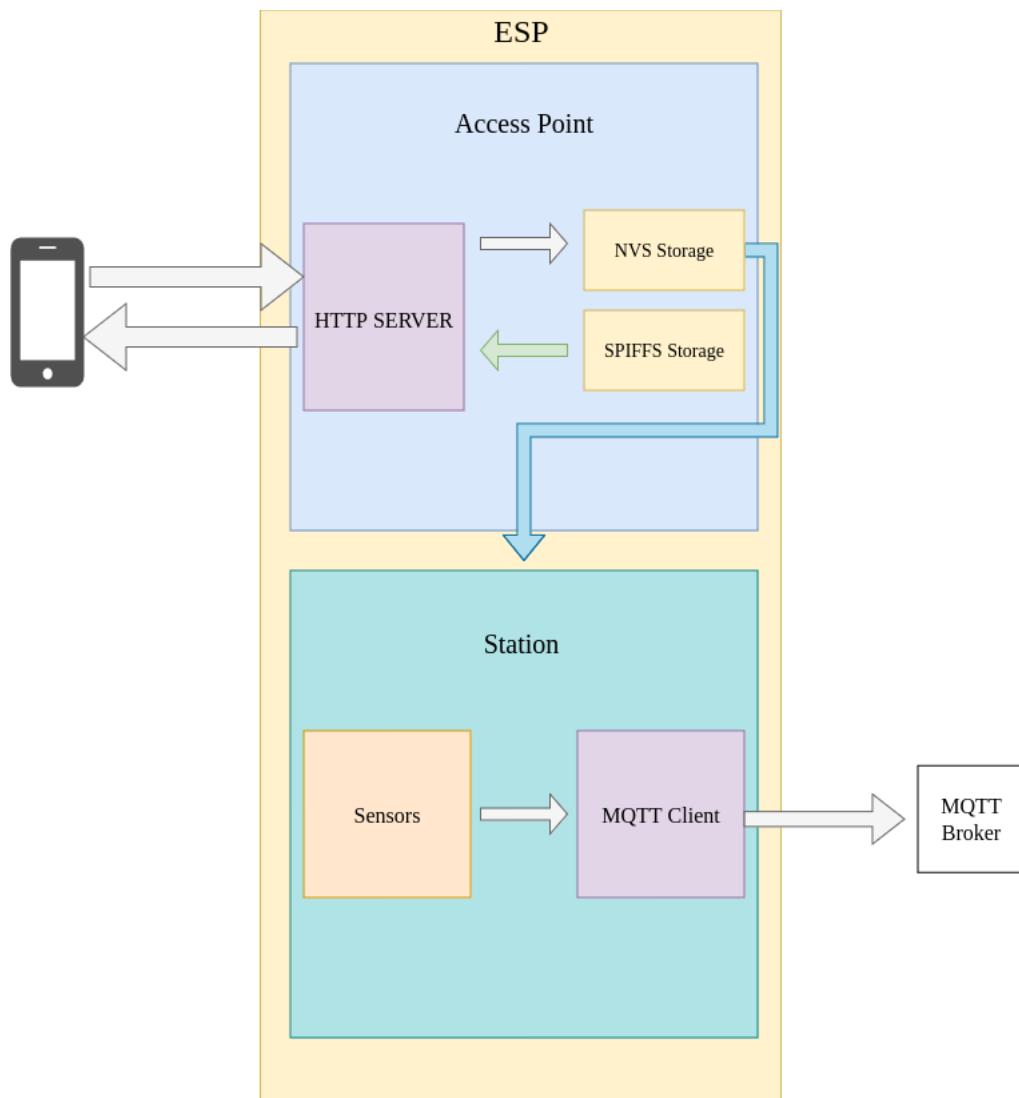 ESP
Access Point
NVS Storage
HTTP SERVER
SPIFFS Storage
Station
Sensors
MQTT Client
MQTT
Broker